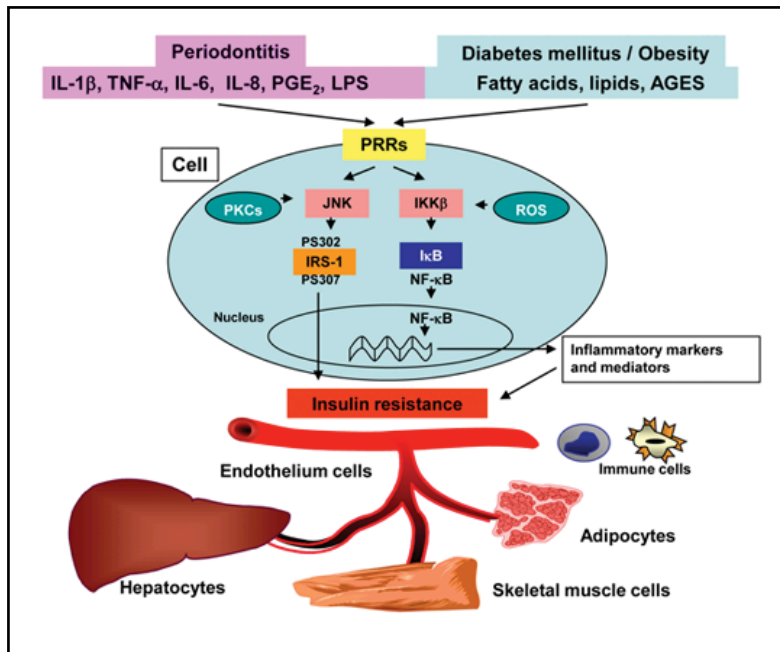 Periodontitis
IL-1β, TNF-α, IL-6, IL-8, PGE₂, LPS
Diabetes mellitus / Obesity
Fatty acids, lipids, AGES
PRRs
Cell
PKCs
JNK
IKKβ
ROS
PS302
IRS-1
PS307
IκB
NF-κB
Nucleus
NF-κB
Inflammatory markers
and mediators
Insulin resistance
Endothelium cells
Immune cells
Adipocytes
Hepatocytes
Skeletal muscle cells